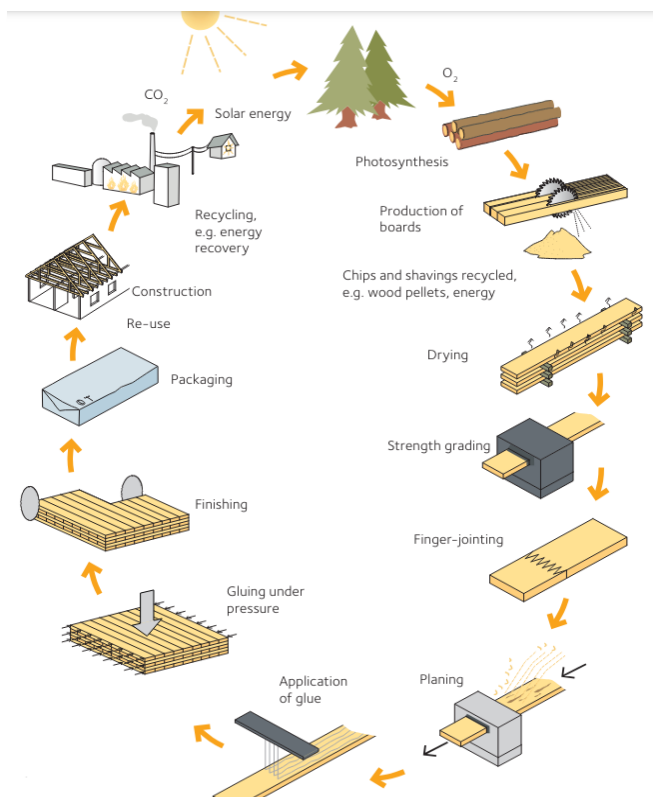 O₂
CO₂
Solar energy
Photosynthesis
Production of
boards
Recycling,
e.g. energy
recovery
Chips and shavings recycled,
e.g. wood pellets, energy
Construction
Re-use
Drying
Packaging
Strength grading
Finishing
Finger-jointing
Gluing under
pressure
Application
of glue
Planing